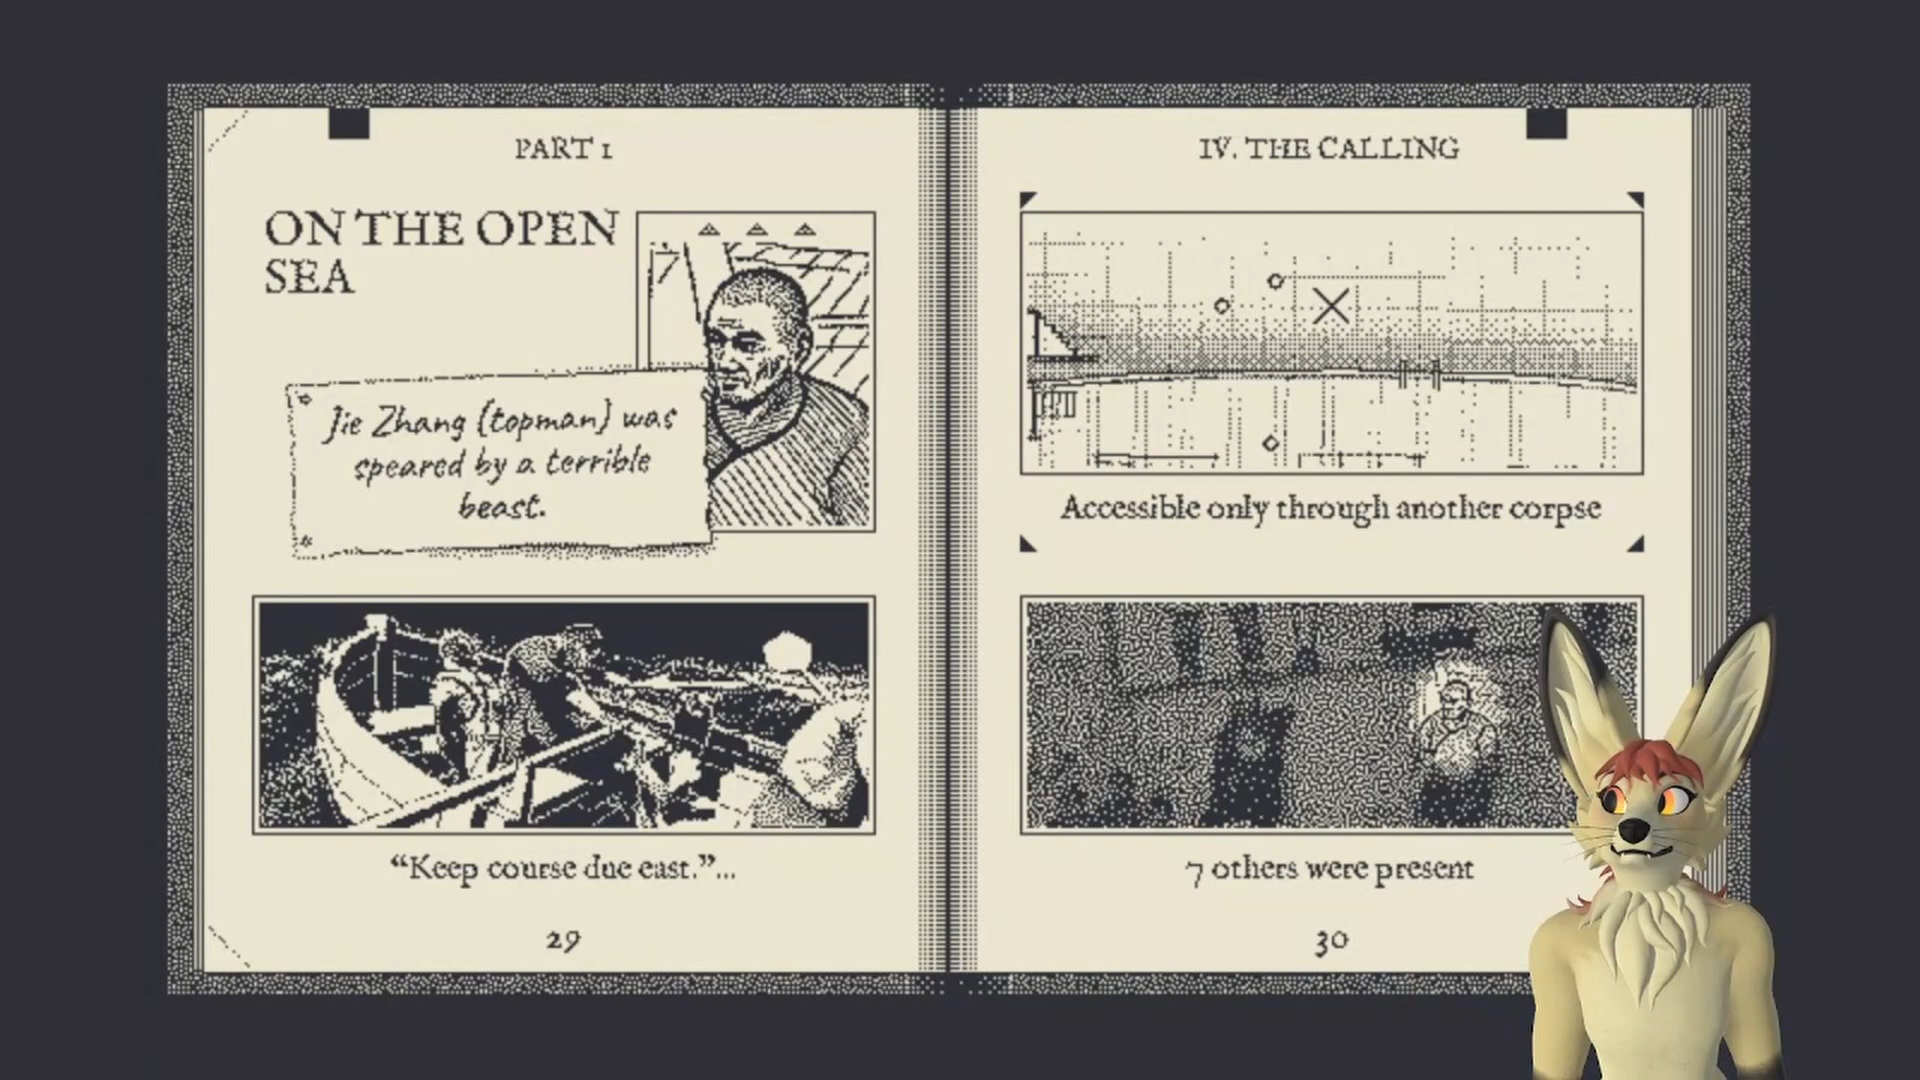 PART 1
ON THE OPEN
SEA
Jie Zhang (topman) was
speared by a terrible
beast.
"Keep course due east."...
29
IV. THE CALLING
Accessible only through another corpse
7 others were present
30